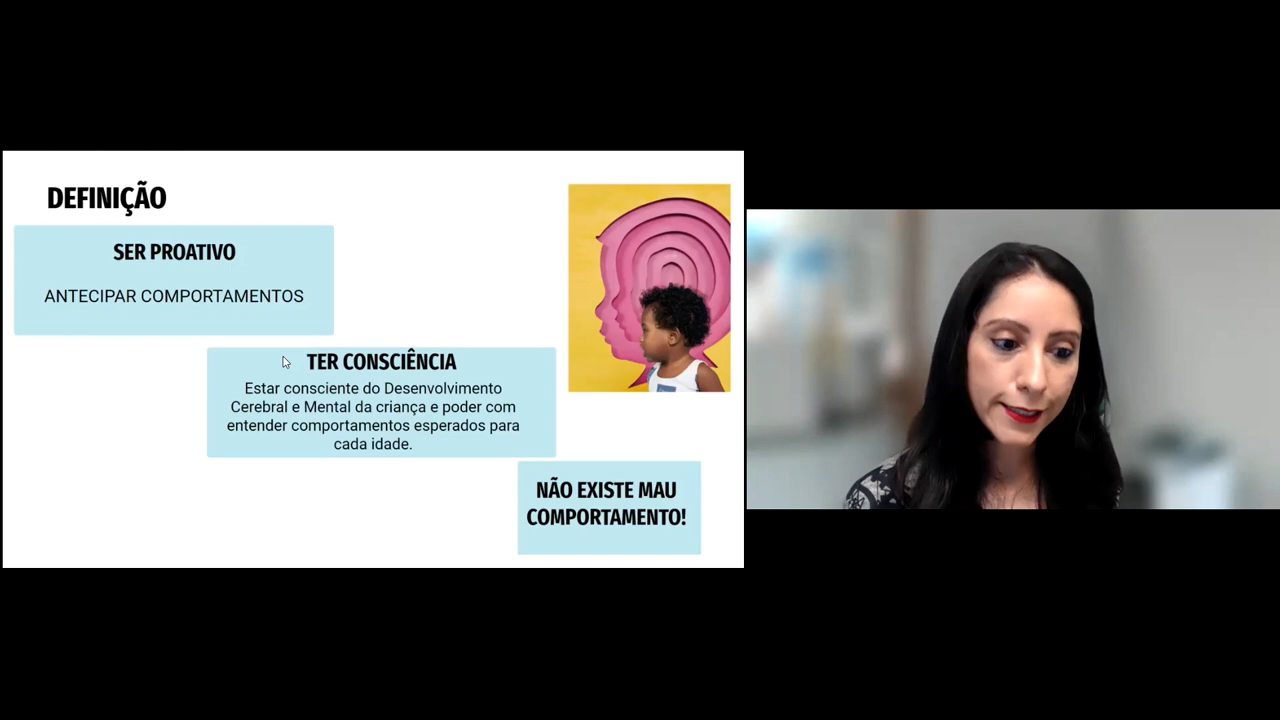 DEFINIÇÃO
SER PROATIVO
ANTECIPAR COMPORTAMENTOS
TER CONSCIÊNCIA
Estar consciente do Desenvolvimento
Cerebral e Mental da criança e poder com
entender comportamentos esperados para
cada idade.
NÃO EXISTE MAU
COMPORTAMENTO!